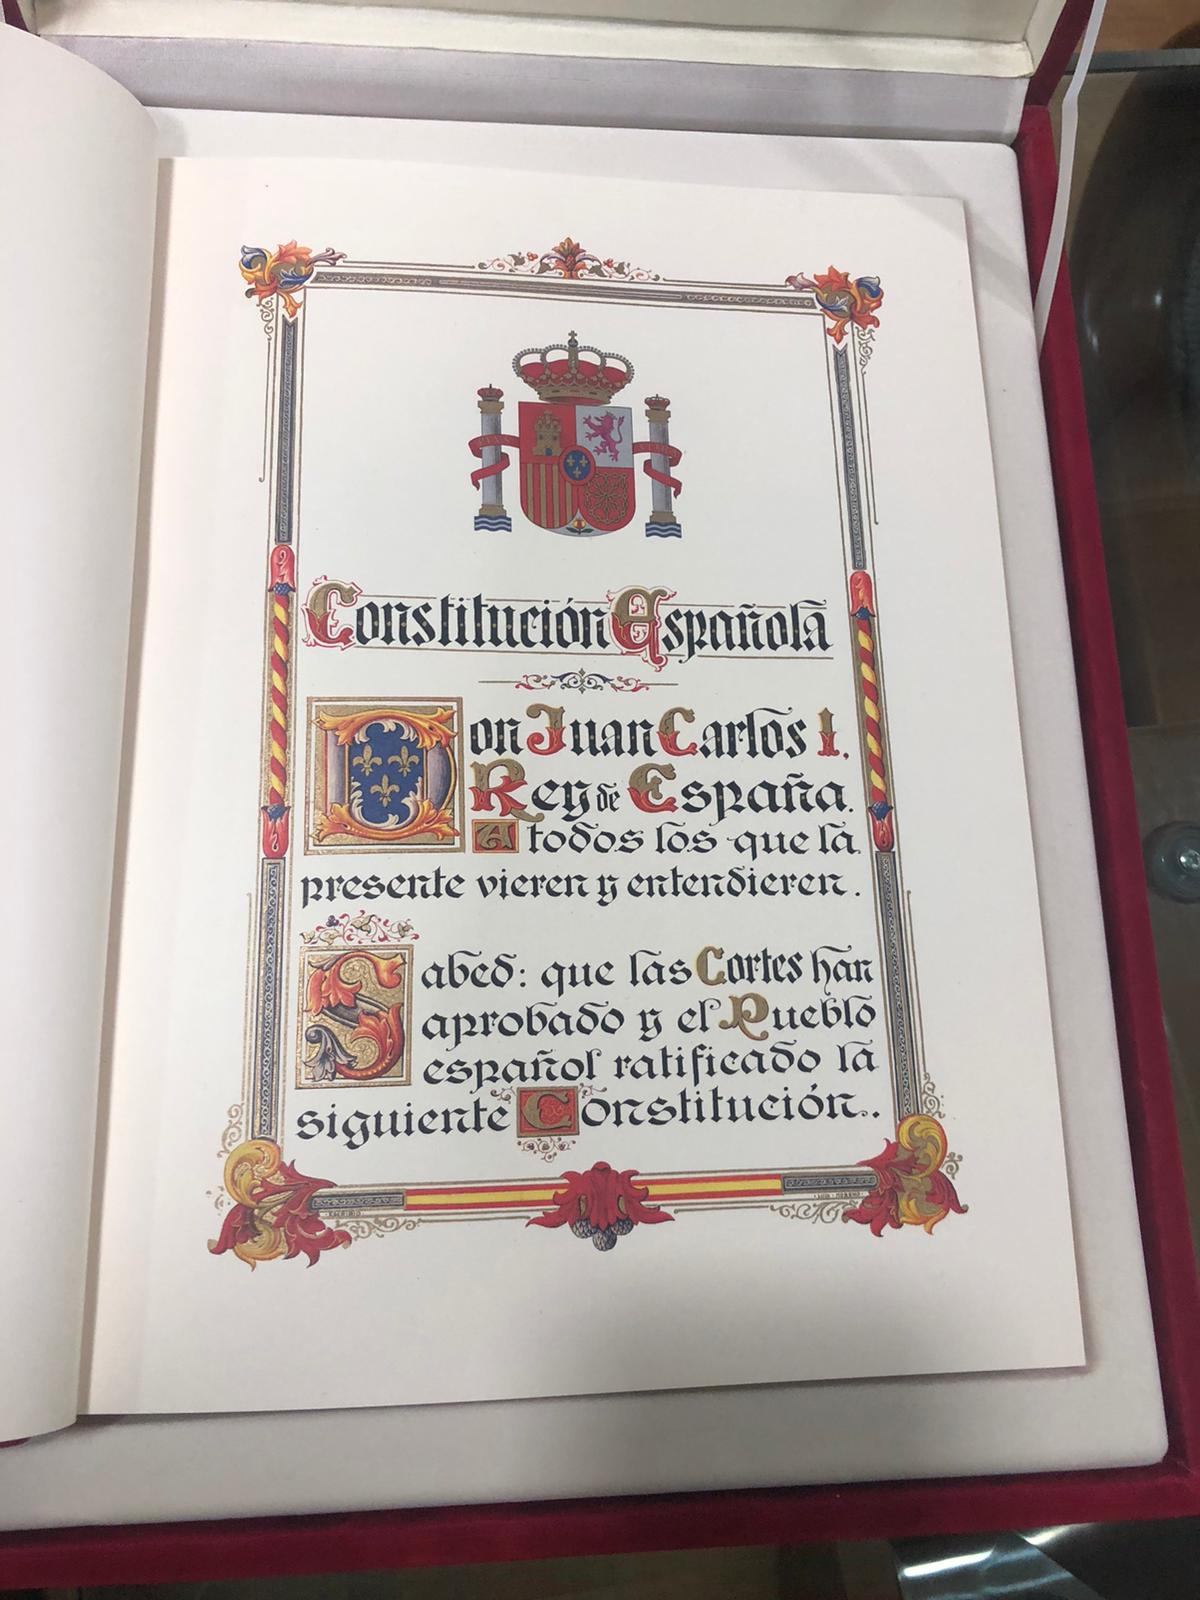 Constitución Española
Don Juan Carlos I.
Rey de España.
A todos los que la
presente vieren y entendieren.
Sabed: que las Cortes han
aprobado y el Pueblo
español ratificado la
siguiente Constitución..